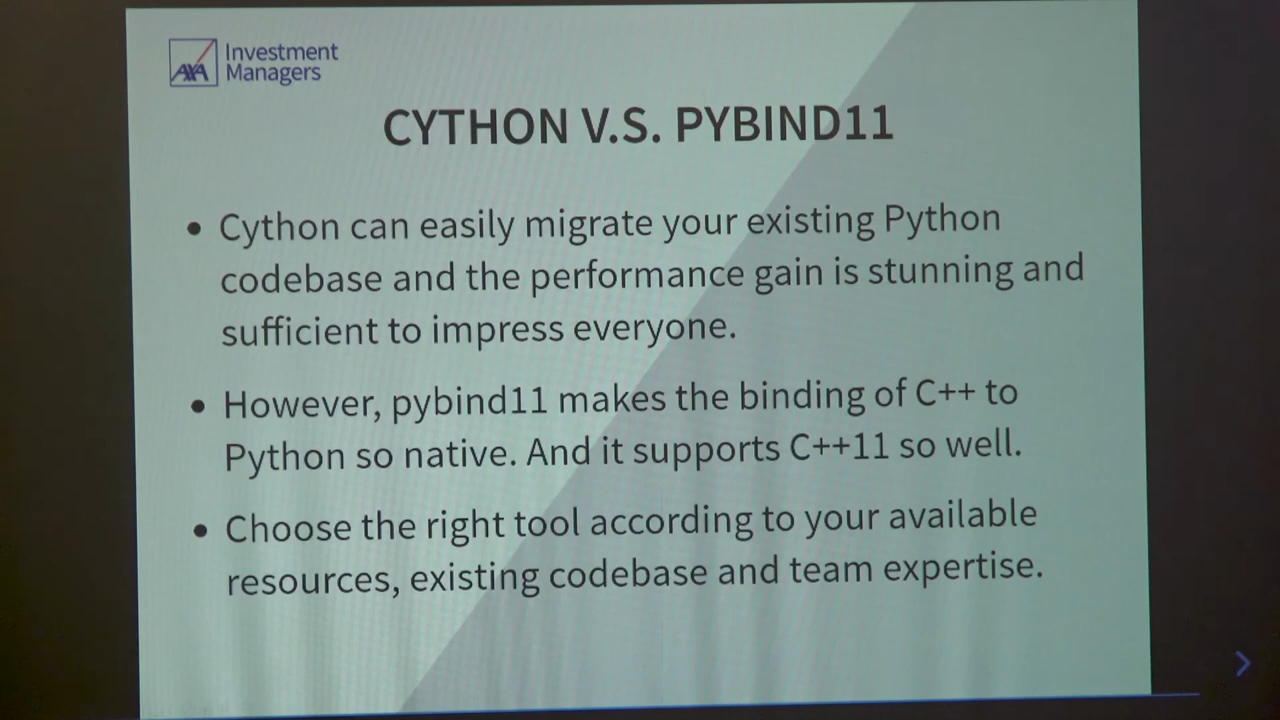 AXA
Investment
Managers
CYTHON V.S. PYBIND11
• Cython can easily migrate your existing Python
codebase and the performance gain is stunning and
sufficient to impress everyone.
• However, pybind11 makes the binding of C++ to
Python so native. And it supports C++11 so well.
• Choose the right tool according to your available
resources, existing codebase and team expertise.